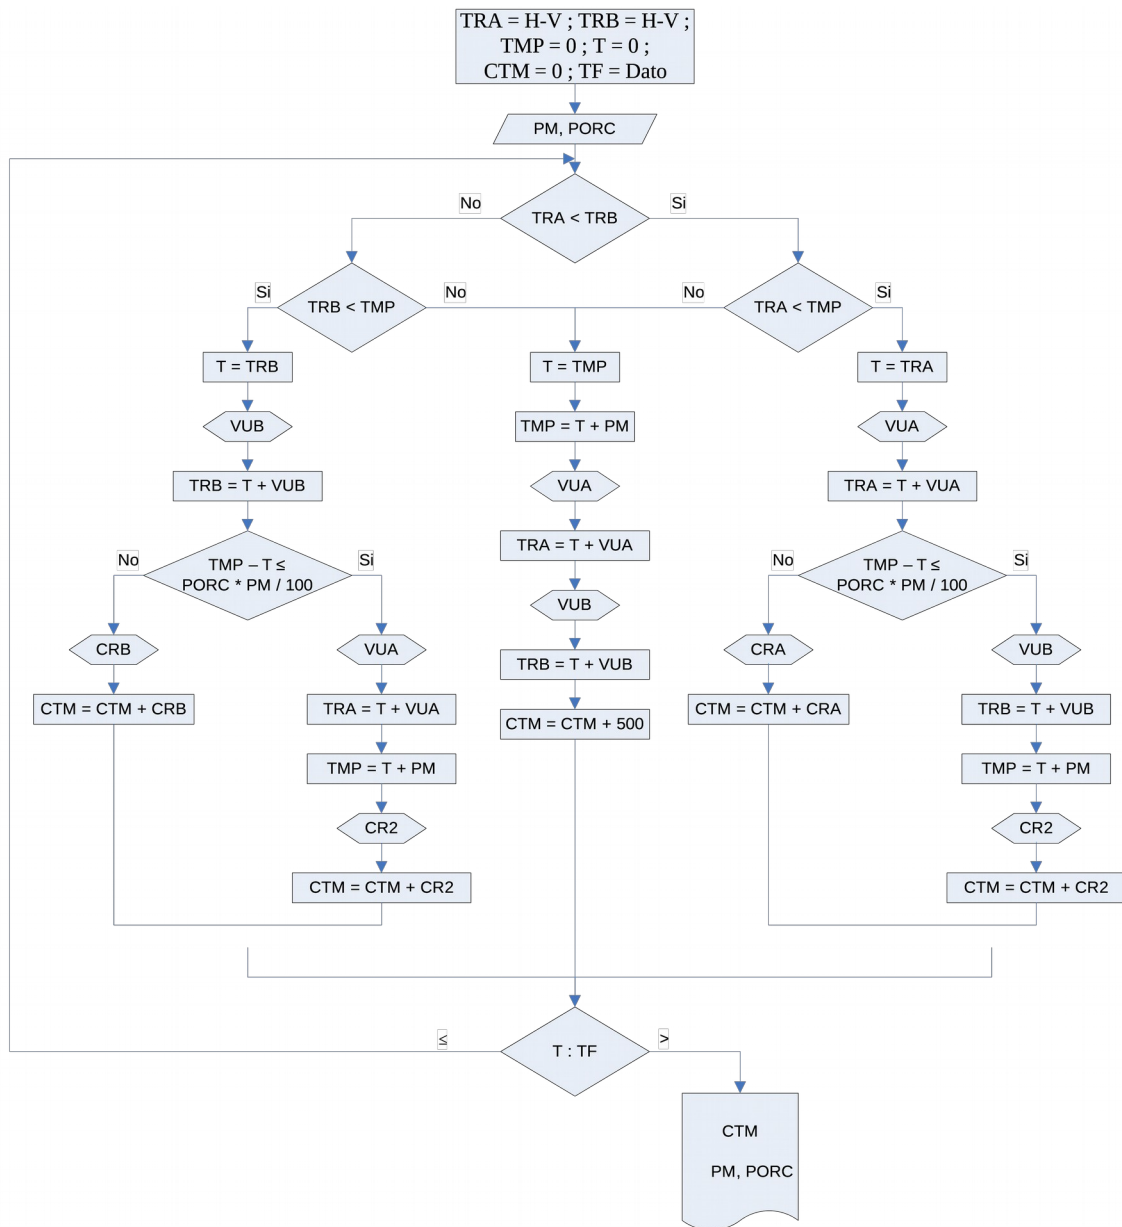 TRA = H-V ; TRB = H-V ;
TMP = 0 ; T = 0 ;
CTM = 0 ; TF = Dato
PM, PORC
No
Si
TRA < TRB
Si
TRB < TMP
No
No
TRA < TMP
Si
T = TRB
T = TMP
T = TRA
VUB
TMP = T + PM
VUA
TRB = T + VUB
VUA
TRA = T + VUA
TRA = T + VUA
No
TMP – T ≤
PORC * PM / 100
Si
No
TMP – T ≤
PORC * PM / 100
Si
VUB
CRB
VUA
TRB = T + VUB
CRA
VUB
CTM = CTM + CRB
TRA = T + VUA
CTM = CTM + 500
CTM = CTM + CRA
TRB = T + VUB
TMP = T + PM
TMP = T + PM
CR2
CR2
CTM = CTM + CR2
CTM = CTM + CR2
≤
T : TF
>
CTM
PM, PORC